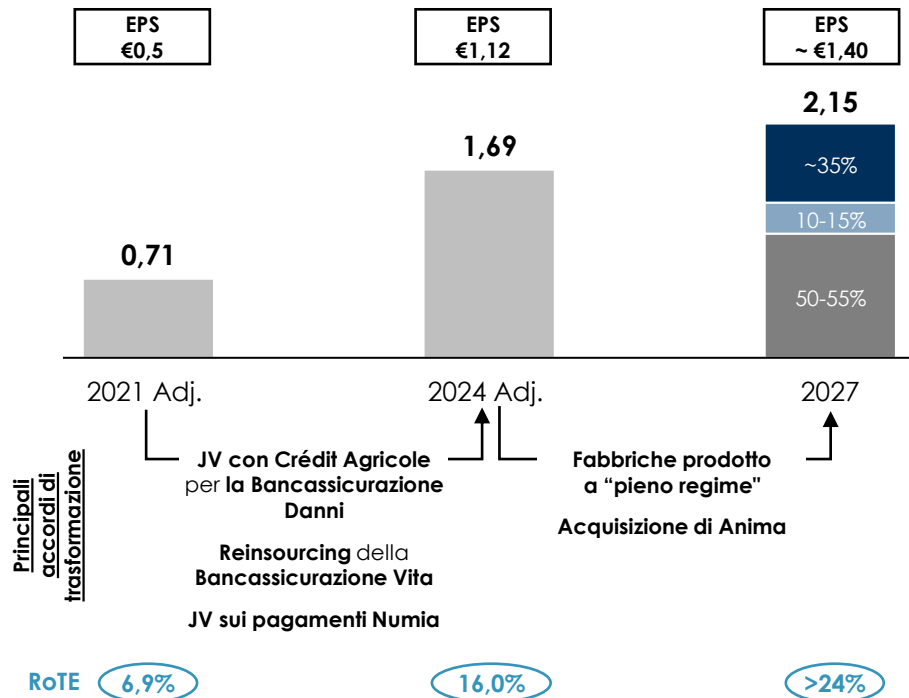 EPS
€0,5
EPS
€1,12
EPS
~ €1,40
2,15
1,69
0,71
~35%
10-15%
50-55%
2021 Adj.
2024 Adj.
2027
Principali
accordi di
trasformazione
JV con Crédit Agricole
per la Bancassicurazione
Danni
Reinsourcing della
Bancassicurazione Vita
JV sui pagamenti Numia
Fabbriche prodotto
a “pieno regime"
Acquisizione di Anima
RoTE
6,9%
16,0%
>24%